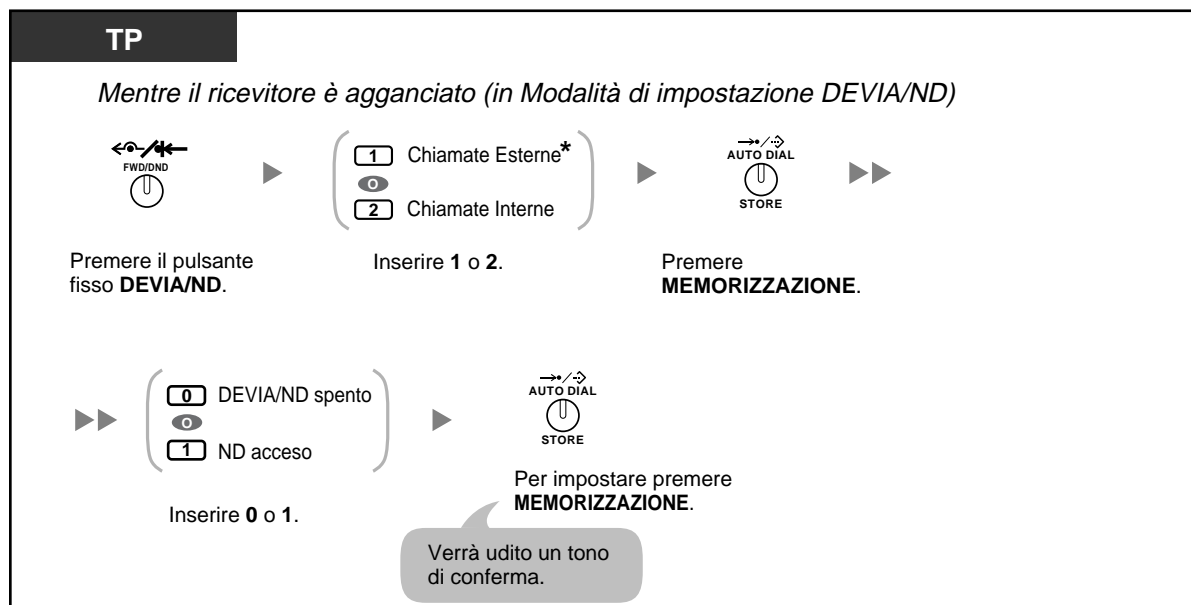 TP
Mentre il ricevitore è agganciato (in Modalità di impostazione DEVIA/ND)
FWD/DND
Premere il pulsante
fisso DEVIA/ND.
1 Chiamate Esterne*
O
2 Chiamate Interne
Inserire 1 o 2.
AUTO DIAL
STORE
Premere
MEMORIZZAZIONE.
0 DEVIA/ND spento
O
1 ND acceso
Inserire 0 o 1.
AUTO DIAL
STORE
Per impostare premere
MEMORIZZAZIONE.
Verrà udito un tono
di conferma.